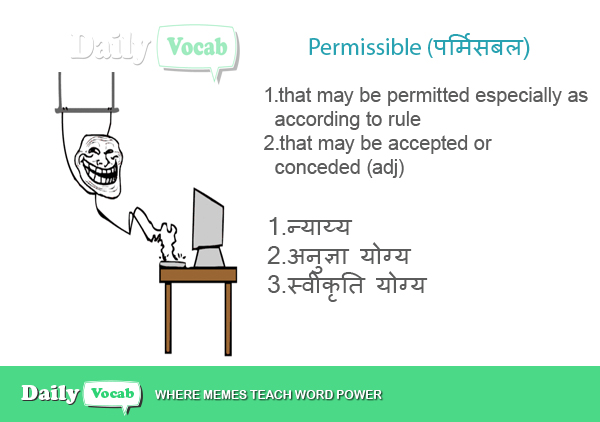 Daily Vocab
Permissible (पर्मिसबल)
1.that may be permitted especially as
according to rule
2.that may be accepted or
conceded (adj)
1.न्याय्य
2.अनुज्ञा योग्य
3.स्वीकृति योग्य
Daily Vocab WHERE MEMES TEACH WORD POWER